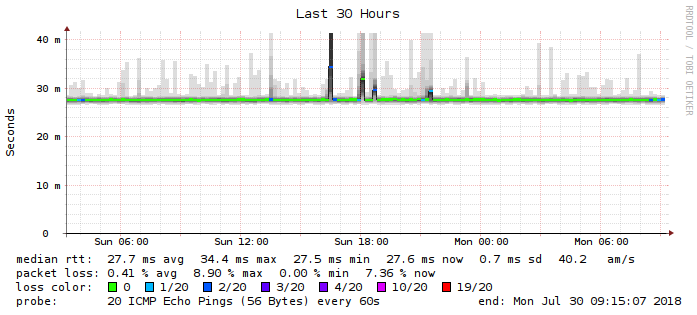 Last 30 Hours
RRDTOOL / TOBI OETIKER
Seconds
40 m
30 m
20 m
10 m
0
Sun 06:00 Sun 12:00 Sun 18:00 Mon 00:00 Mon 06:00
median rtt: 27.7 ms avg 34.4 ms max 27.5 ms min 27.6 ms now 0.7 ms sd 40.2 am/s
packet loss: 0.41 % avg 8.90 % max 0.00 % min 7.36 % now
loss color: 0 1/20 2/20 3/20 4/20 10/20 19/20
probe: 20 ICMP Echo Pings (56 Bytes) every 60s end: Mon Jul 30 09:15:07 2018